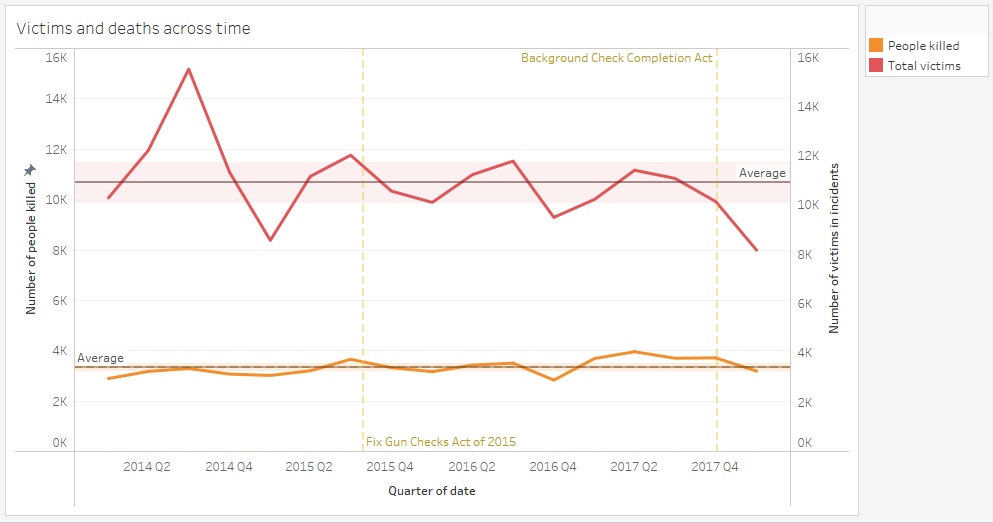 Victims and deaths across time
People killed
Total victims
Background Check Completion Act
16K
14K
12K
10K
8K
6K
4K
2K
0K
Number of people killed
16K
14K
12K
10K
8K
6K
4K
2K
0K
Number of victims in incidents
Average
Average
Fix Gun Checks Act of 2015
2014 Q2
2014 Q4
2015 Q2
2015 Q4
2016 Q2
2016 Q4
2017 Q2
2017 Q4
Quarter of date